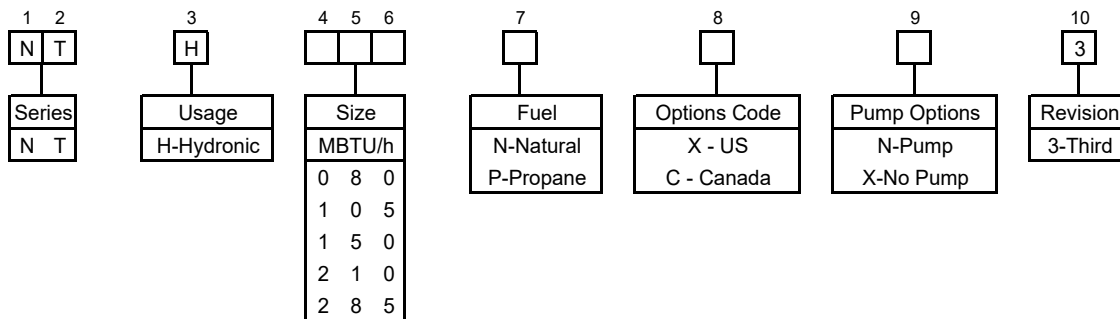 1 2 3 4 5 6 7 8 9 10
N T H 3
Series Usage Size Fuel Options Code Pump Options Revision
N T H-Hydronic MBTU/h N-Natural X - US N-Pump 3-Third
0 8 0 P-Propane C - Canada X-No Pump
1 0 5
1 5 0
2 1 0
2 8 5